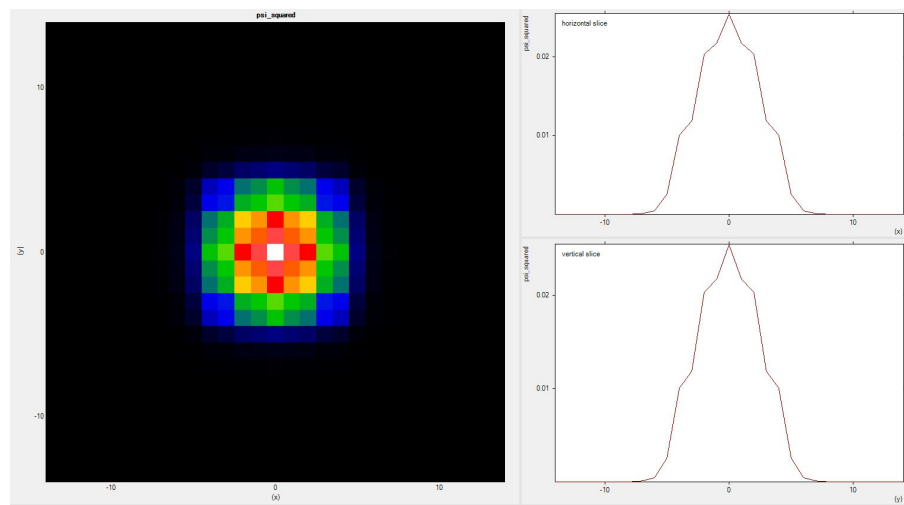 psi_squared
10
0
-10
(y)
-10
0
10
(x)
psi_squared
horizontal slice
0.02
0.01
-10
0
10
(x)
psi_squared
vertical slice
0.02
0.01
-10
0
10
(y)